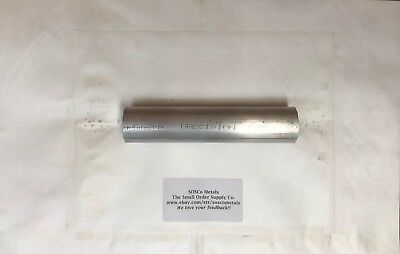 PRECISION
SOSCo Metals
The Small Order Supply Co.
www.ebay.com/str/soscometals
We love your feedback!!